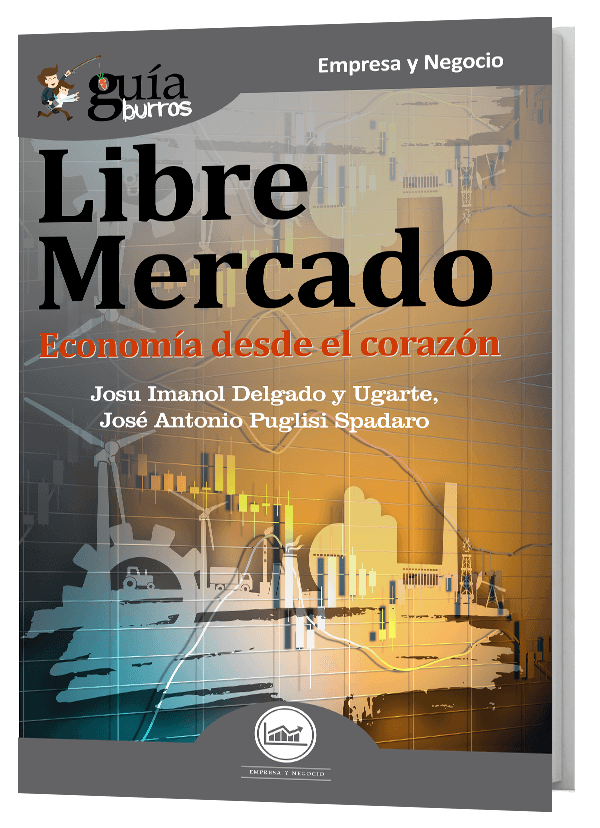 Empresa y Negocio
guía
burros
Libre
Mercado
Economía desde el corazón
Josu Imanol Delgado y Ugarte,
José Antonio Puglisi Spadaro
EMPRESA Y NEGOCIO